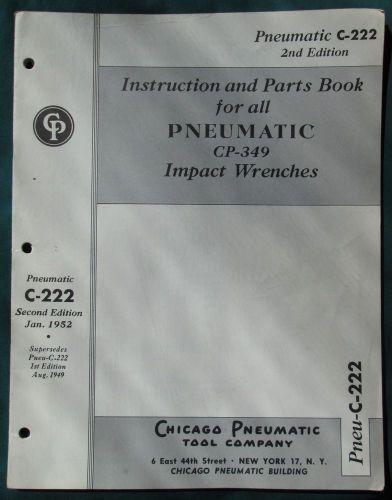 Pneumatic C-222
2nd Edition
Instruction and Parts Book
for all
PNEUMATIC
CP-349
Impact Wrenches
CP
Pneumatic
C-222
Second Edition
Jan. 1952
•
Supersedes
Pneu-C-222
1st Edition
Aug. 1949
Pneu-C-222
CHICAGO PNEUMATIC
TOOL COMPANY
6 East 44th Street • NEW YORK 17, N. Y.
CHICAGO PNEUMATIC BUILDING